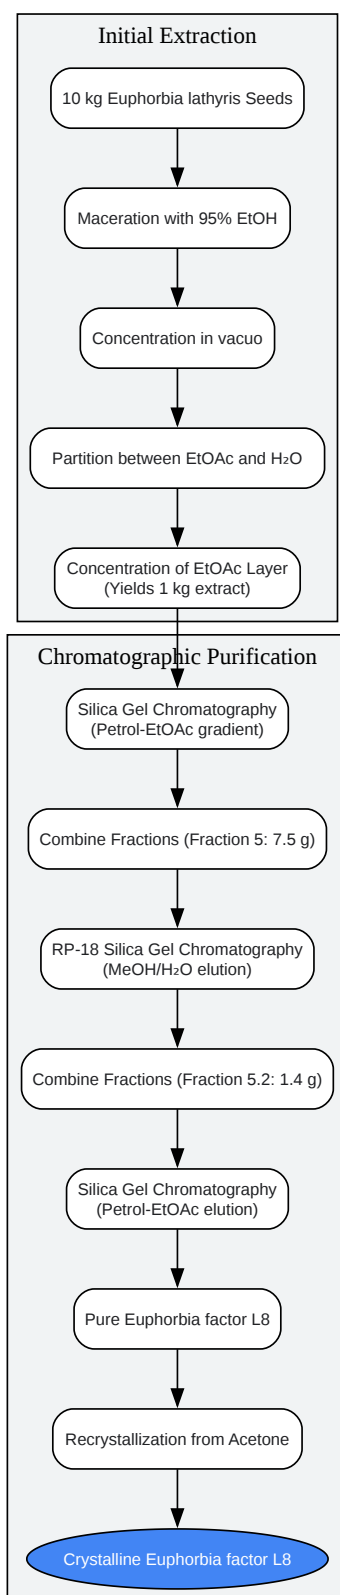 Initial Extraction
10 kg Euphorbia lathyris Seeds
Maceration with 95% EtOH
Concentration in vacuo
Partition between EtOAc and H₂O
Concentration of EtOAc Layer
(Yields 1 kg extract)
Chromatographic Purification
Silica Gel Chromatography
(Petrol-EtOAc gradient)
Combine Fractions (Fraction 5: 7.5 g)
RP-18 Silica Gel Chromatography
(MeOH/H₂O elution)
Combine Fractions (Fraction 5.2: 1.4 g)
Silica Gel Chromatography
(Petrol-EtOAc elution)
Pure Euphorbia factor L8
Recrystallization from Acetone
Crystalline Euphorbia factor L8